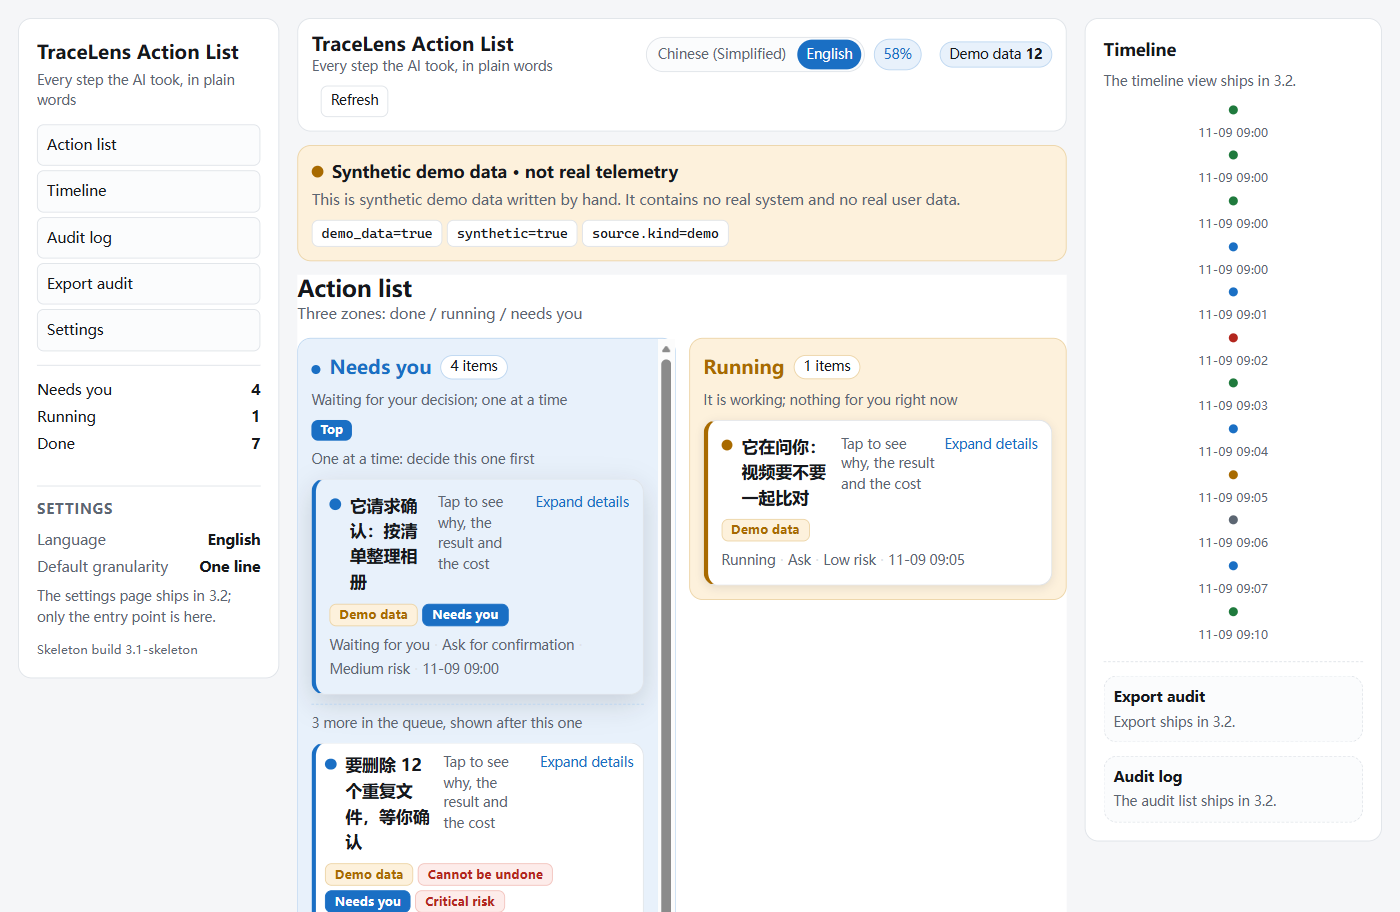 TraceLens Action List
Every step the AI took, in plain
words
Action list
Timeline
Audit log
Export audit
Settings
Needs you 4
Running 1
Done 7
SETTINGS
Language English
Default granularity One line
The settings page ships in 3.2;
only the entry point is here.
Skeleton build 3.1-skeleton
TraceLens Action List
Every step the AI took, in plain words
Chinese (Simplified) English 58% Demo data 12
Refresh
Synthetic demo data • not real telemetry
This is synthetic demo data written by hand. It contains no real system and no real user data.
demo_data=true synthetic=true source.kind=demo
Action list
Three zones: done / running / needs you
Needs you 4 items
Waiting for your decision; one at a time
Top
One at a time: decide this one first
它请求确
认：按清
单整理相
册
Tap to see
why, the
result and
the cost
Expand details
Demo data Needs you
Waiting for you · Ask for confirmation ·
Medium risk · 11-09 09:00
3 more in the queue, shown after this one
要删除 12
个重复文
件，等你确
认
Tap to see
why, the
result and
the cost
Expand details
Demo data Cannot be undone
Needs you Critical risk
Running 1 items
It is working; nothing for you right now
它在问你：
视频要不要
一起比对
Tap to see
why, the result
and the cost
Expand details
Demo data
Running · Ask · Low risk · 11-09 09:05
Timeline
The timeline view ships in 3.2.
11-09 09:00
11-09 09:00
11-09 09:00
11-09 09:00
11-09 09:01
11-09 09:02
11-09 09:03
11-09 09:04
11-09 09:05
11-09 09:06
11-09 09:07
11-09 09:10
Export audit
Export ships in 3.2.
Audit log
The audit list ships in 3.2.